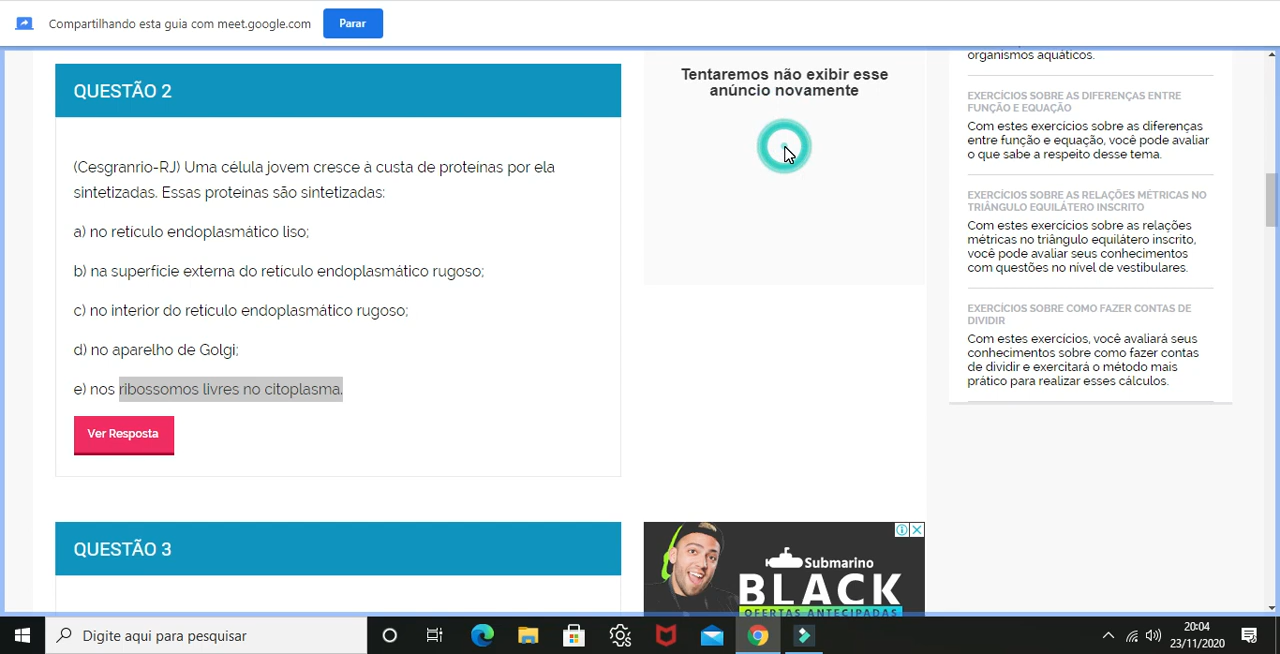 Compartilhando esta guia com meet.google.com
Parar
QUESTÃO 2
(Cesgranrio-RJ) Uma célula jovem cresce à custa de proteínas por ela
sintetizadas. Essas proteínas são sintetizadas:
a) no retículo endoplasmático liso;
b) na superfície externa do retículo endoplasmático rugoso;
c) no interior do retículo endoplasmático rugoso;
d) no aparelho de Golgi;
e) nos ribossomos livres no citoplasma.
Ver Resposta
QUESTÃO 3
Tentaremos não exibir esse
anúncio novamente
Submarino
BLACK
OFERTAS ANTECIPADAS
organismos aquáticos.
EXERCÍCIOS SOBRE AS DIFERENÇAS ENTRE
FUNÇÃO E EQUAÇÃO
Com estes exercícios sobre as diferenças
entre função e equação, você pode avaliar
o que sabe a respeito desse tema.
EXERCÍCIOS SOBRE AS RELAÇÕES MÉTRICAS NO
TRIÂNGULO EQUILÁTERO INSCRITO
Com estes exercícios sobre as relações
métricas no triângulo equilátero inscrito,
você pode avaliar seus conhecimentos
com questões no nível de vestibulares.
EXERCÍCIOS SOBRE COMO FAZER CONTAS DE
DIVIDIR
Com estes exercícios, você avaliará seus
conhecimentos sobre como fazer contas
de dividir e exercitará o método mais
prático para realizar esses cálculos.
Digite aqui para pesquisar
20:04
23/11/2020